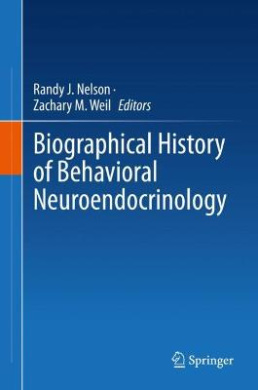 Randy J. Nelson ·
Zachary M. Weil Editors
Biographical History
of Behavioral
Neuroendocrinology
Springer